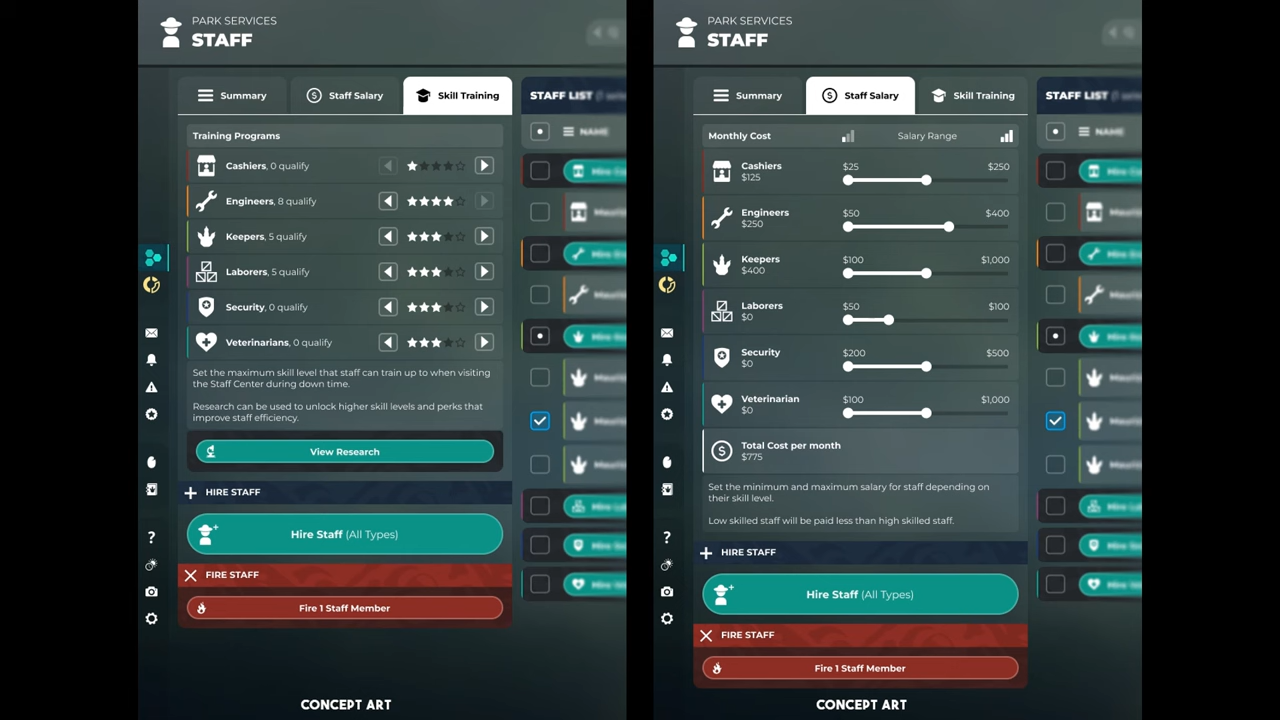 PARK SERVICES
STAFF
Summary
Staff Salary
Skill Training
STAFF LIST
NAME
Training Programs
Cashiers, 0 qualify
Engineers, 8 qualify
Keepers, 5 qualify
Laborers, 5 qualify
Security, 0 qualify
Veterinarians, 0 qualify
Set the maximum skill level that staff can train up to when visiting
the Staff Center during down time.
Research can be used to unlock higher skill levels and perks that
improve staff efficiency.
View Research
HIRE STAFF
Hire Staff (All Types)
FIRE STAFF
Fire 1 Staff Member
CONCEPT ART
PARK SERVICES
STAFF
Summary
Staff Salary
Skill Training
STAFF LIST
NAME
Monthly Cost
Salary Range
Cashiers
$125
$25
$250
Engineers
$250
$50
$400
Keepers
$400
$100
$1,000
Laborers
$0
$50
$100
Security
$0
$200
$500
Veterinarian
$0
$100
$1,000
Total Cost per month
$775
Set the minimum and maximum salary for staff depending on
their skill level.
Low skilled staff will be paid less than high skilled staff.
HIRE STAFF
Hire Staff (All Types)
FIRE STAFF
Fire 1 Staff Member
CONCEPT ART